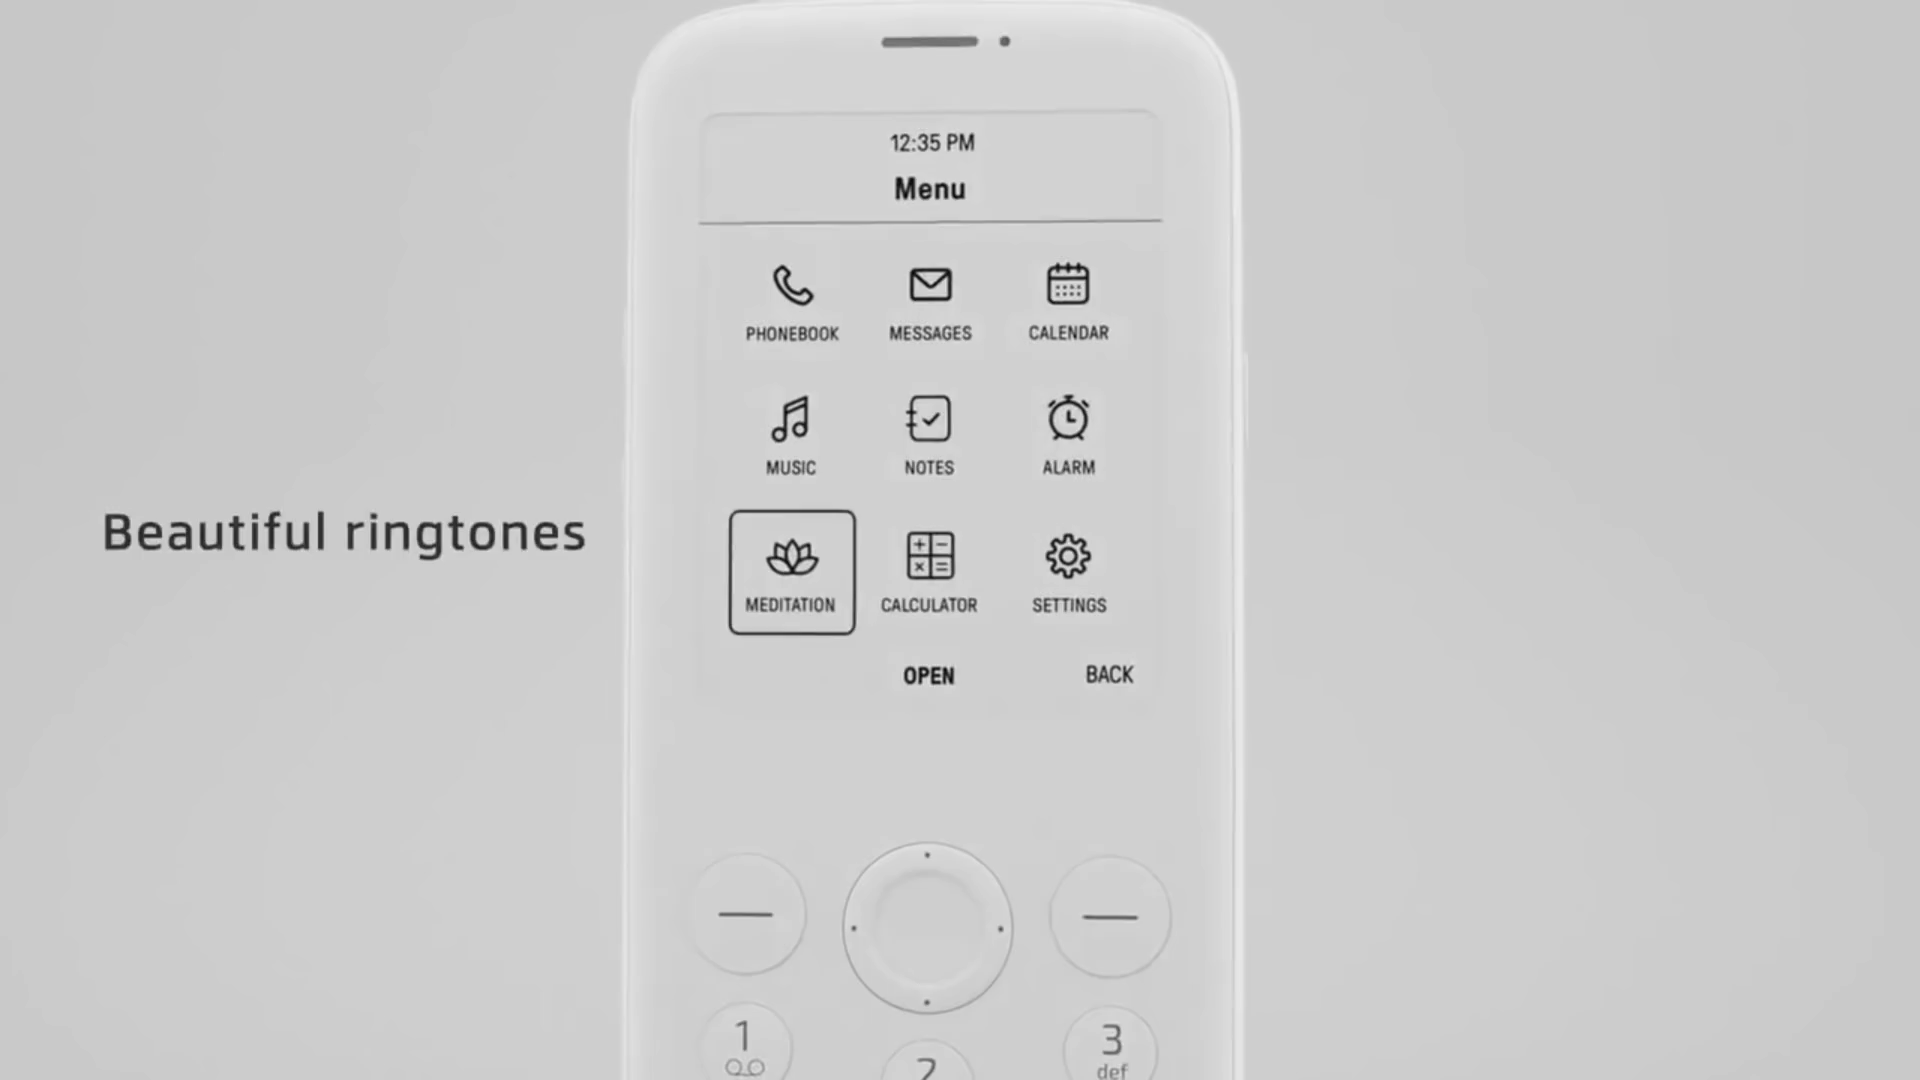 12:35 PM
Menu
PHONEBOOK MESSAGES CALENDAR
MUSIC NOTES ALARM
Beautiful ringtones
MEDITATION CALCULATOR SETTINGS
OPEN BACK
1 2 3
def